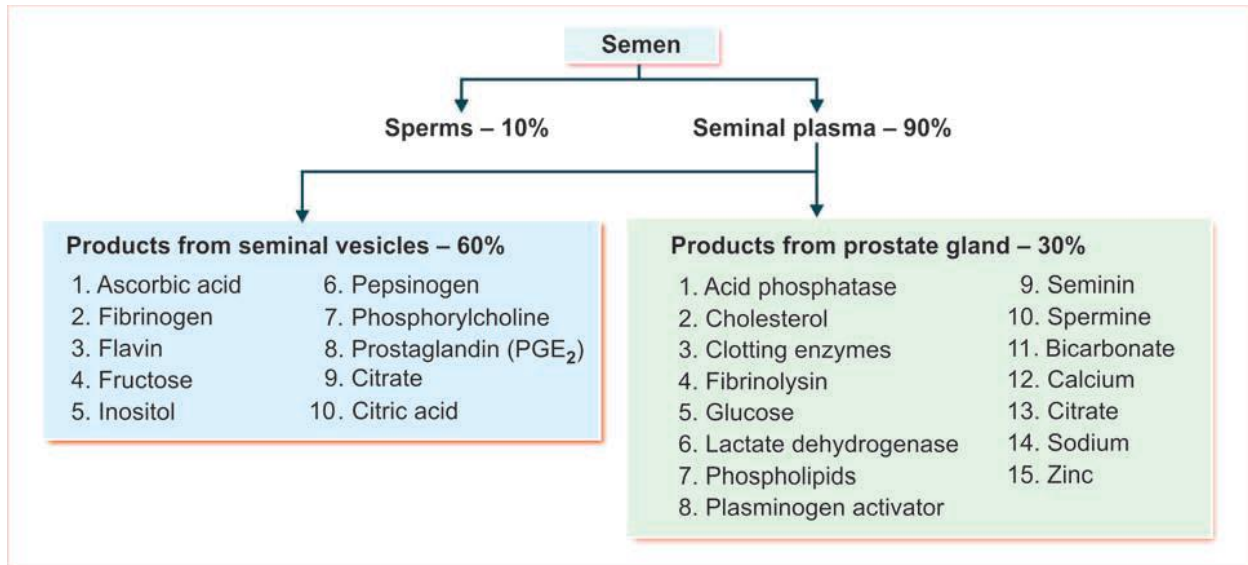 Semen
Sperms – 10%
Seminal plasma – 90%
Products from seminal vesicles – 60%
1. Ascorbic acid
2. Fibrinogen
3. Flavin
4. Fructose
5. Inositol
6. Pepsinogen
7. Phosphorylcholine
8. Prostaglandin (PGE₂)
9. Citrate
10. Citric acid
Products from prostate gland – 30%
1. Acid phosphatase
2. Cholesterol
3. Clotting enzymes
4. Fibrinolysin
5. Glucose
6. Lactate dehydrogenase
7. Phospholipids
8. Plasminogen activator
9. Seminin
10. Spermine
11. Bicarbonate
12. Calcium
13. Citrate
14. Sodium
15. Zinc